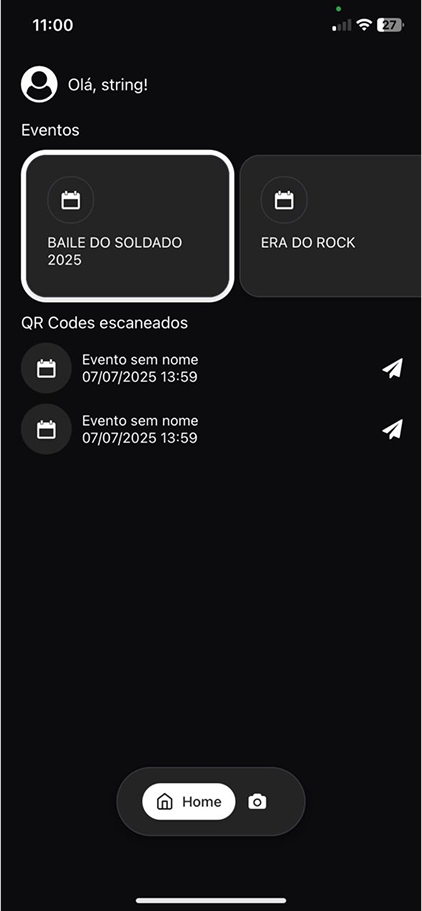 11:00
27
Olá, string!
Eventos
BAILE DO SOLDADO
2025
ERA DO ROCK
QR Codes escaneados
Evento sem nome
07/07/2025 13:59
Evento sem nome
07/07/2025 13:59
Home